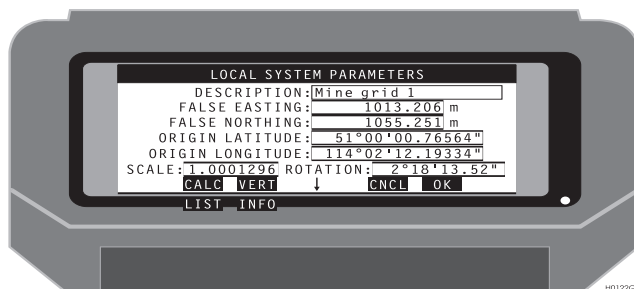 LOCAL SYSTEM PARAMETERS
DESCRIPTION: Mine grid 1
FALSE EASTING: 1013.206 m
FALSE NORTHING: 1055.251 m
ORIGIN LATITUDE: 51°00'00.76564"
ORIGIN LONGITUDE: 114°02'12.19334"
SCALE: 1.0001296 ROTATION: 2°18'13.52"
CALC VERT ↓ CNCL OK
LIST INFO
H0122G